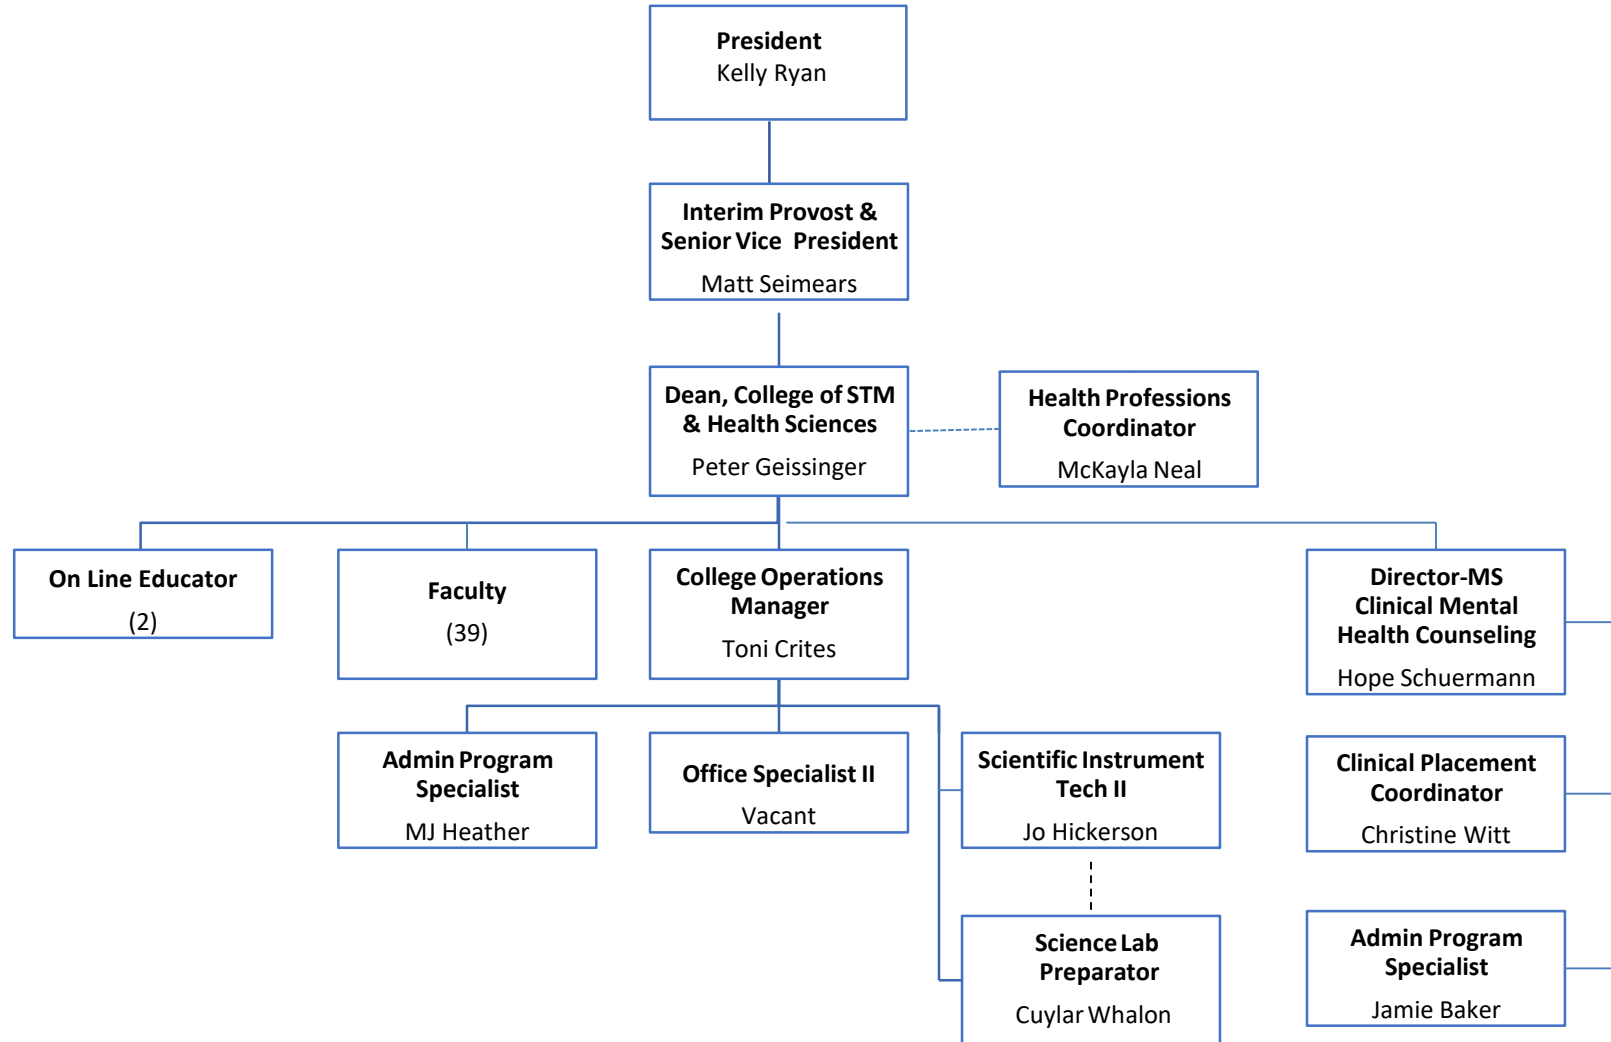 President
Kelly Ryan
Interim Provost &
Senior Vice President
Matt Seimears
Dean, College of STM
& Health Sciences
Peter Geissinger
Health Professions
Coordinator
McKayla Neal
On Line Educator
(2)
Faculty
(39)
College Operations
Manager
Toni Crites
Director-MS
Clinical Mental
Health Counseling
Hope Schuermann
Admin Program
Specialist
MJ Heather
Office Specialist II
Vacant
Scientific Instrument
Tech II
Jo Hickerson
Clinical Placement
Coordinator
Christine Witt
Science Lab
Preparator
Cuylar Whalon
Admin Program
Specialist
Jamie Baker